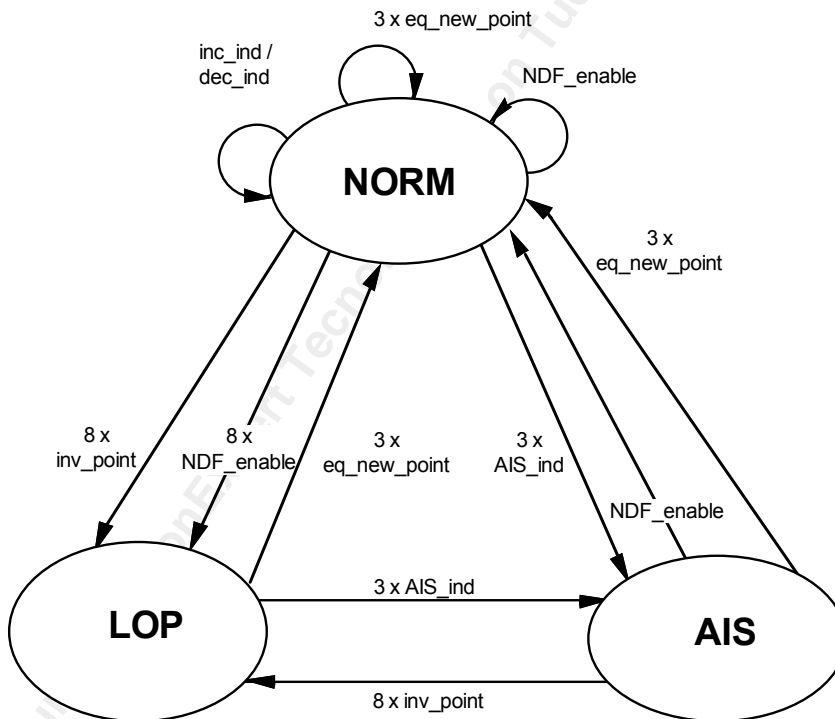 3 x eq_new_point
inc_ind /
dec_ind
NDF_enable
NORM
3 x
eq_new_point
8 x
inv_point
8 x
NDF_enable
3 x
eq_new_point
3 x
AIS_ind
NDF_enable
LOP
3 x AIS_ind
AIS
8 x inv_point